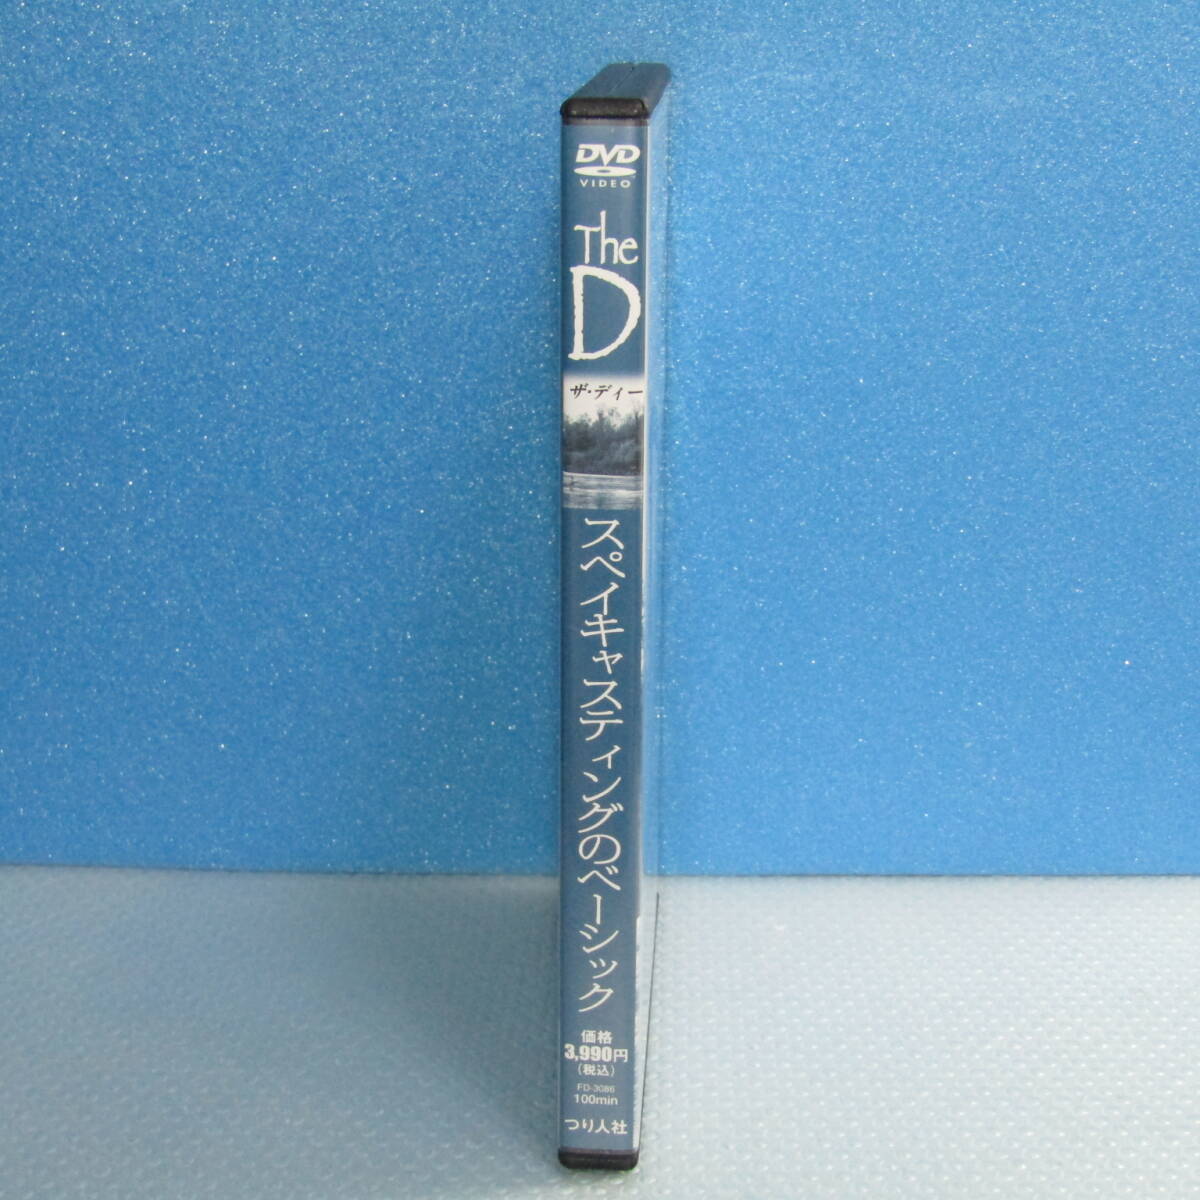 DVD
VIDEO
The
D
ザ・ディー
スペイキャスティングのベーシック
価格
3,990円
(税込)
FD-3086
100min
つり人社